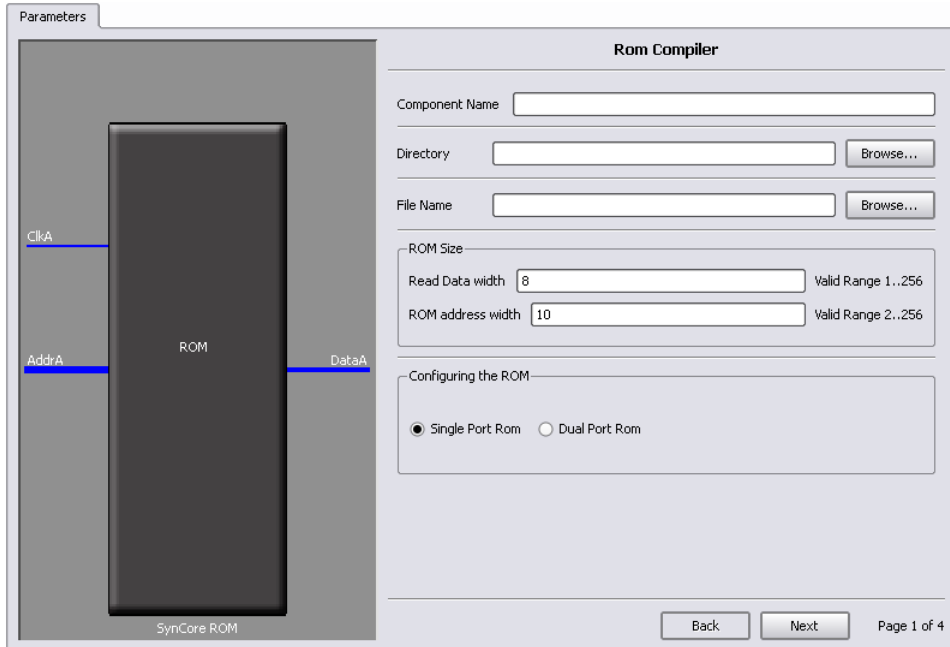 Parameters
Rom Compiler
Component Name
Directory Browse...
File Name Browse...
ClkA
ROM Size
Read Data width 8 Valid Range 1..256
ROM address width 10 Valid Range 2..256
ROM
AddrA DataA
Configuring the ROM
Single Port Rom Dual Port Rom
SynCore ROM
Back Next Page 1 of 4